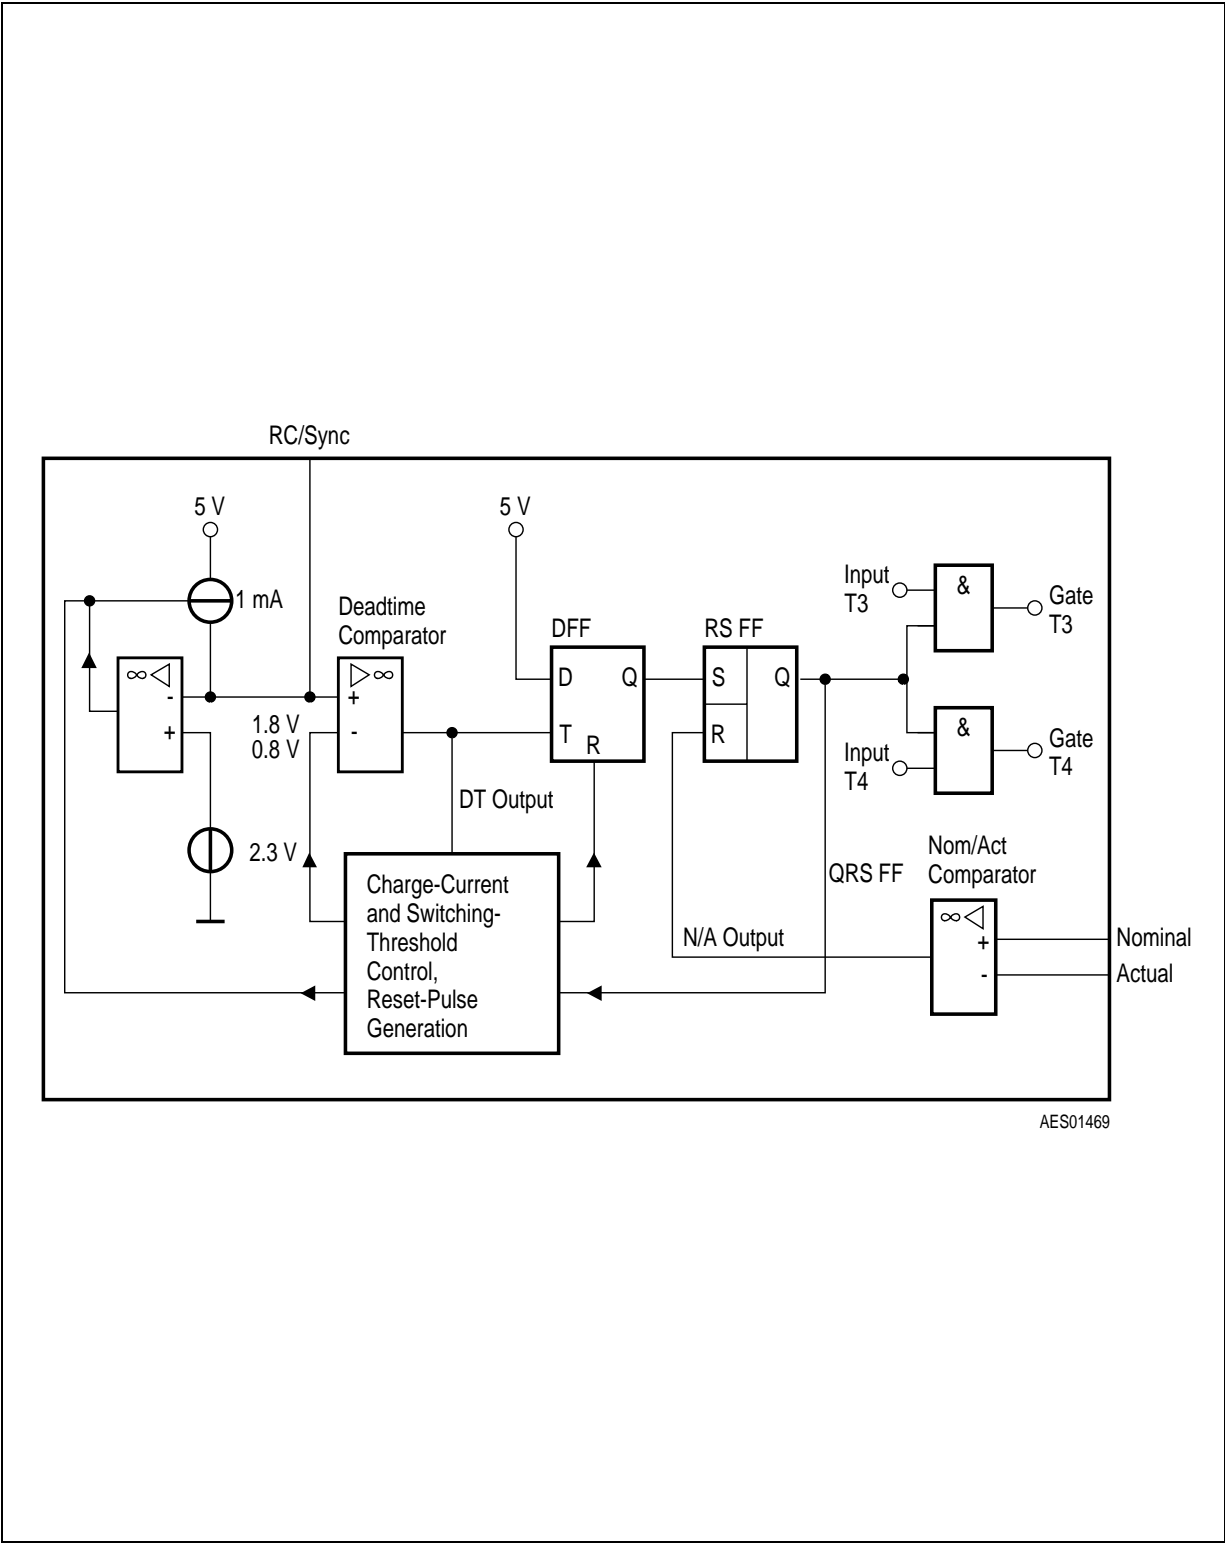 RC/Sync
5 V
5 V
1 mA
Deadtime
Comparator
DFF
RS FF
Input
T3
&
Gate
T3
∞
-
+
1.8 V
0.8 V
∞
+
-
D
Q
T
R
S
Q
R
&
Input
T4
Gate
T4
DT Output
2.3 V
Charge-Current
and Switching-
Threshold
Control,
Reset-Pulse
Generation
QRS FF
Nom/Act
Comparator
N/A Output
∞
+
-
Nominal
Actual
AES01469